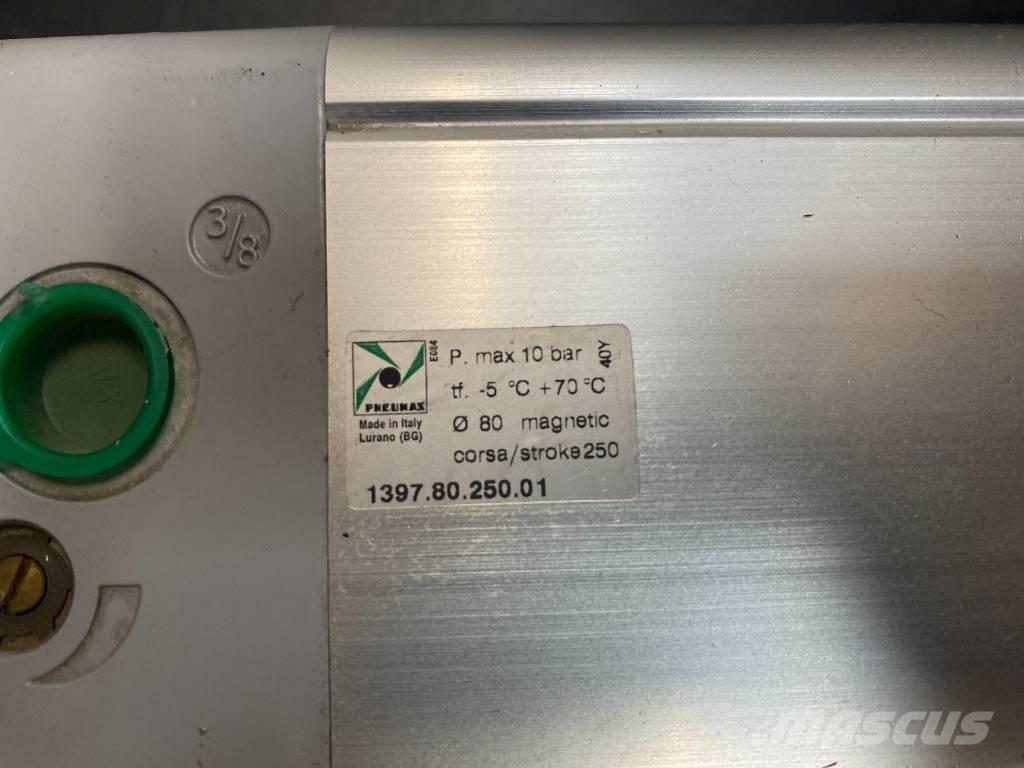 3/8
P. max 10 bar
40Y
E084
tf. -5 °C +70 °C
PNEUMAX
Made in Italy
Lurano (BG)
Ø 80 magnetic
corsa/stroke 250
1397.80.250.01
mascus